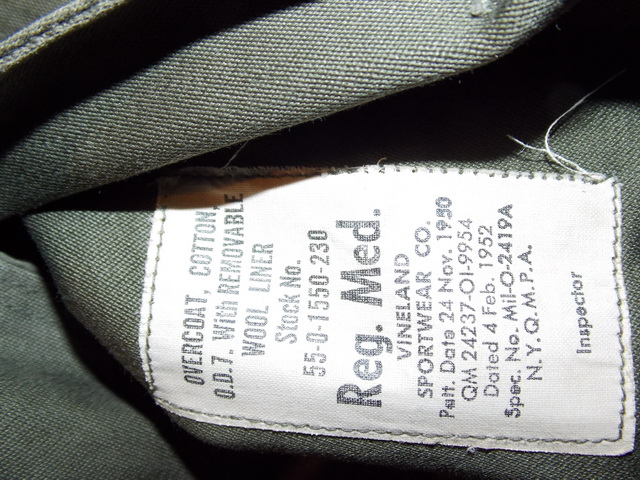 OVERCOAT, COTTON,
O.D.7, With REMOVABLE
WOOL LINER
Stock No.
55-O-1550-230
Reg. Med.
VINELAND
SPORTWEAR CO.
Patt. Date 24 Nov. 1950
QM 24237-OI-9954
Dated 4 Feb. 1952
Spec. No. Mil-O-2419A
N.Y.Q.M.P.A.
Inspector